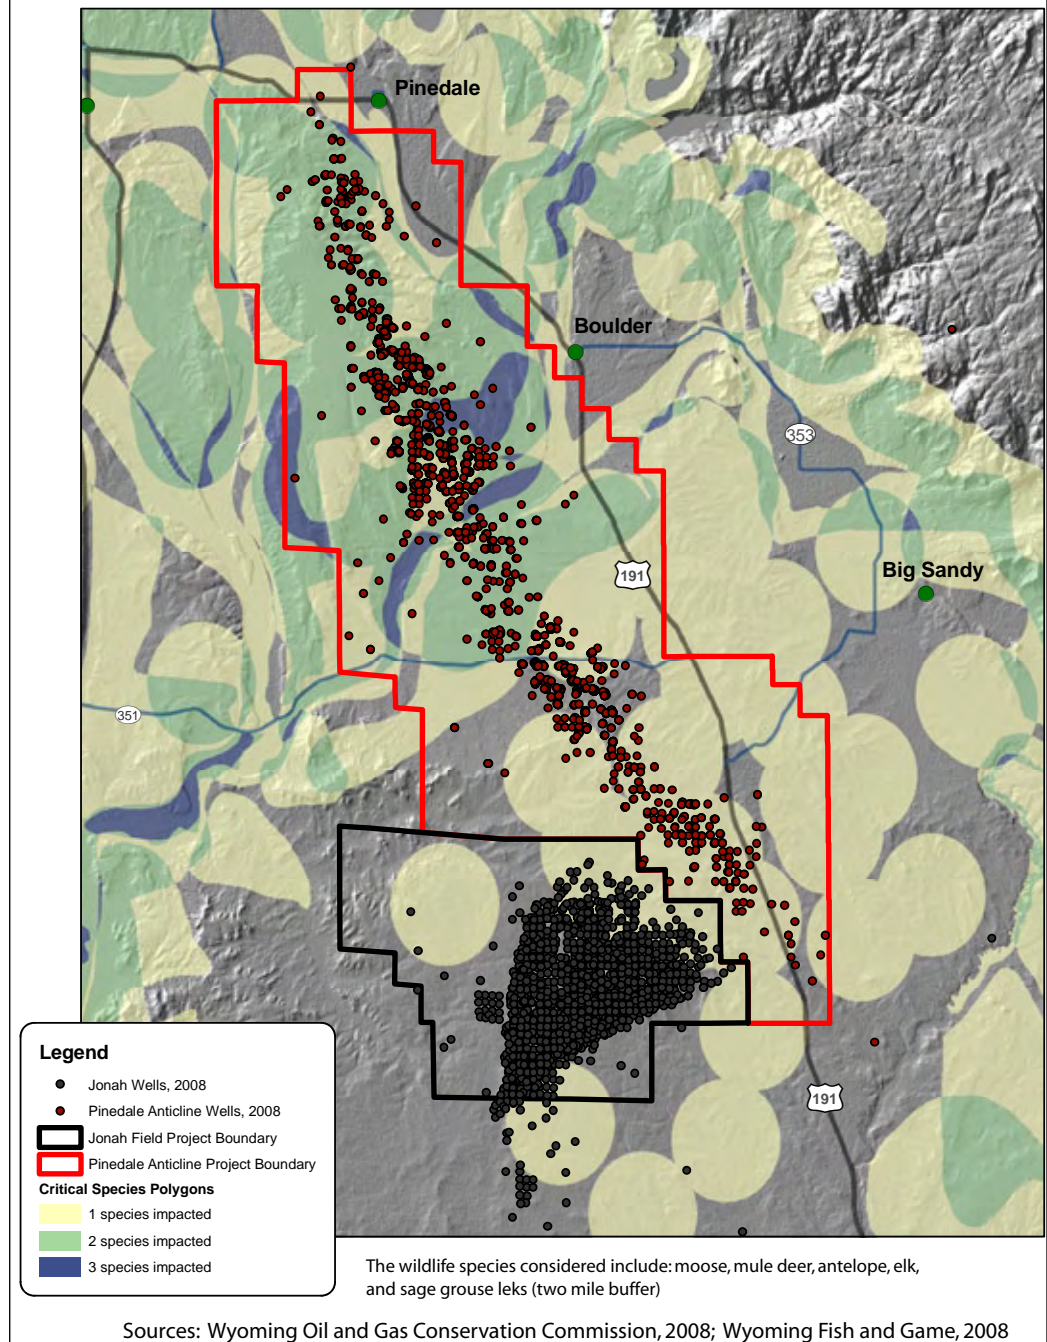 Pinedale
Boulder
353
191
Big Sandy
351
191
Legend
Jonah Wells, 2008
Pinedale Anticline Wells, 2008
Jonah Field Project Boundary
Pinedale Anticline Project Boundary
Critical Species Polygons
1 species impacted
2 species impacted
3 species impacted
The wildlife species considered include: moose, mule deer, antelope, elk,
and sage grouse leks (two mile buffer)
Sources: Wyoming Oil and Gas Conservation Commission, 2008; Wyoming Fish and Game, 2008